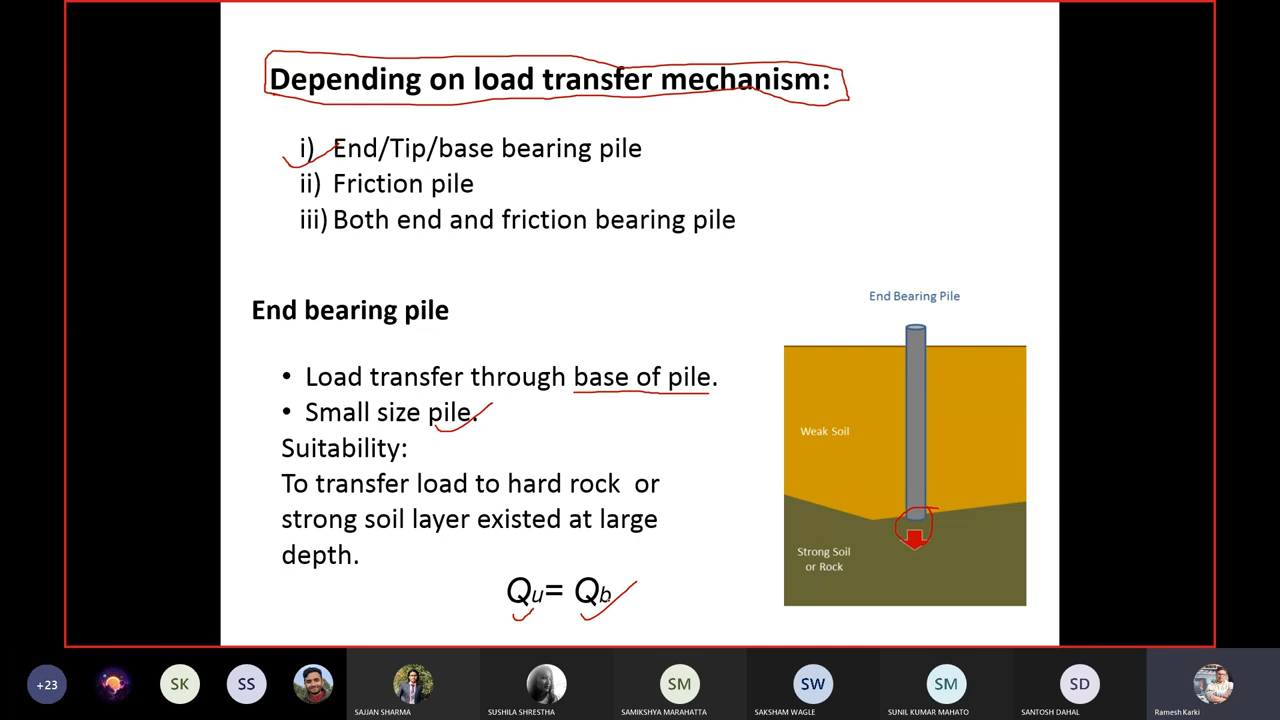 Depending on load transfer mechanism:
i) End/Tip/base bearing pile
ii) Friction pile
iii) Both end and friction bearing pile
End bearing pile
• Load transfer through base of pile.
• Small size pile.
Suitability:
To transfer load to hard rock or
strong soil layer existed at large
depth.
Qu= Qb
End Bearing Pile
Weak Soil
Strong Soil
or Rock
+23
SK
SS
SM
SW
SM
SD
SAJJAN SHARMA
SUSHILA SHRESTHA
SAMIKSHYA MARAHATTA
SAKSHAM WAGLE
SUNIL KUMAR MAHATO
SANTOSH DAHAL
Ramesh Karki